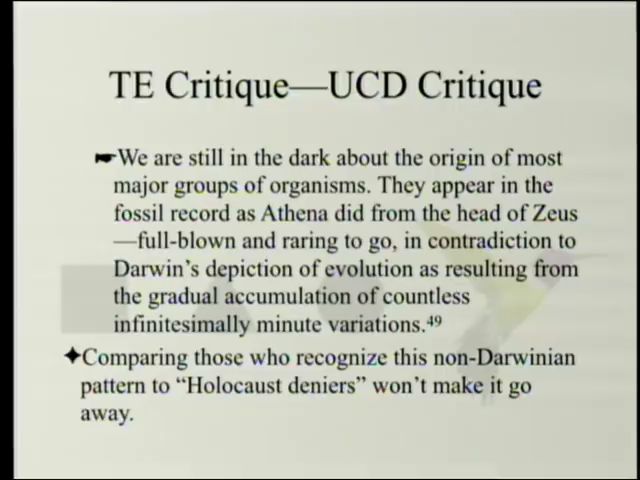 TE Critique—UCD Critique
We are still in the dark about the origin of most
major groups of organisms. They appear in the
fossil record as Athena did from the head of Zeus
—full-blown and raring to go, in contradiction to
Darwin’s depiction of evolution as resulting from
the gradual accumulation of countless
infinitesimally minute variations.49
Comparing those who recognize this non-Darwinian
pattern to “Holocaust deniers” won’t make it go
away.